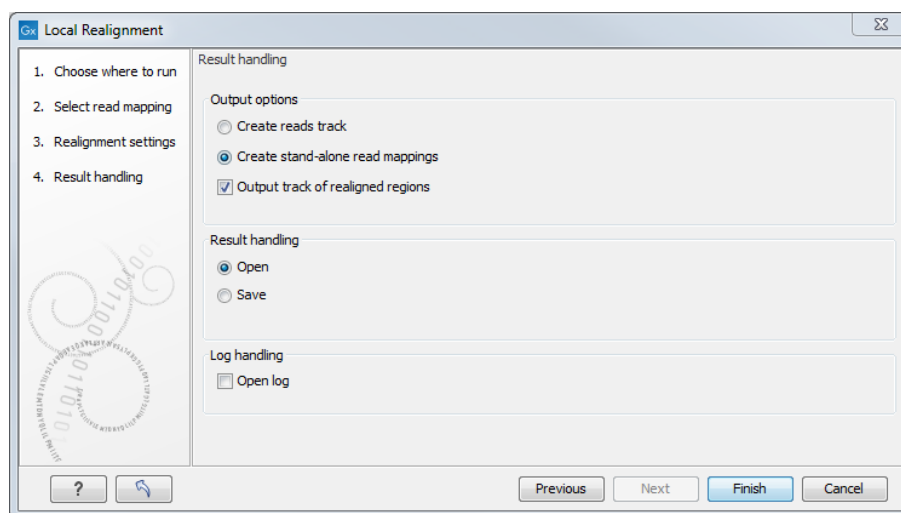 Gx Local Realignment
1. Choose where to run
2. Select read mapping
3. Realignment settings
4. Result handling
Result handling
Output options
Create reads track
Create stand-alone read mappings
Output track of realigned regions
Result handling
Open
Save
Log handling
Open log
?
Previous
Next
Finish
Cancel